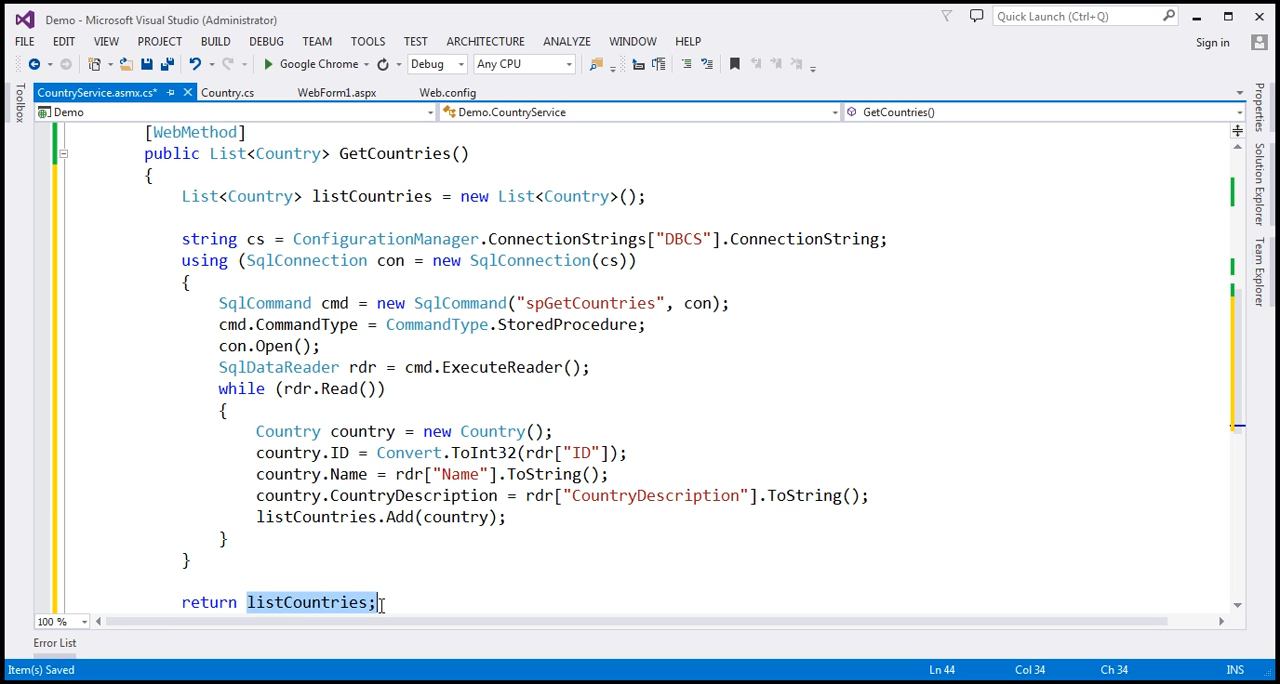 Demo - Microsoft Visual Studio (Administrator)
Quick Launch (Ctrl+Q)
FILE EDIT VIEW PROJECT BUILD DEBUG TEAM TOOLS TEST ARCHITECTURE ANALYZE WINDOW HELP
Sign in
Google Chrome Debug Any CPU
Toolbox
CountryService.asmx.cs* Country.cs WebForm1.aspx Web.config
Demo Demo.CountryService GetCountries()
Properties
Solution Explorer
Team Explorer
[WebMethod]
public List<Country> GetCountries()
{
List<Country> listCountries = new List<Country>();
string cs = ConfigurationManager.ConnectionStrings["DBCS"].ConnectionString;
using (SqlConnection con = new SqlConnection(cs))
{
SqlCommand cmd = new SqlCommand("spGetCountries", con);
cmd.CommandType = CommandType.StoredProcedure;
con.Open();
SqlDataReader rdr = cmd.ExecuteReader();
while (rdr.Read())
{
Country country = new Country();
country.ID = Convert.ToInt32(rdr["ID"]);
country.Name = rdr["Name"].ToString();
country.CountryDescription = rdr["CountryDescription"].ToString();
listCountries.Add(country);
}
}
return listCountries;
100 %
Error List
Item(s) Saved Ln 44 Col 34 Ch 34 INS